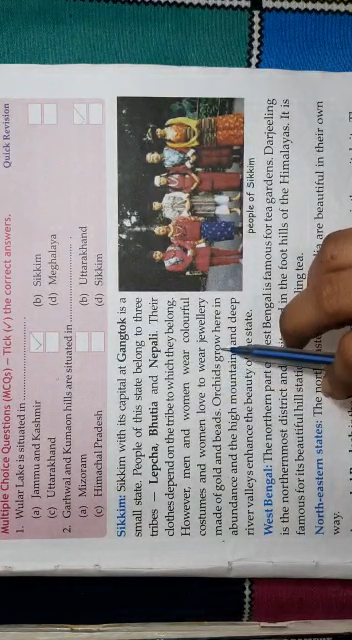 Quick Revision
Multiple Choice Questions (MCQs) – Tick (✓) the correct answers.
1. Wular Lake is situated in
(a) Jammu and Kashmir ✓ (b) Sikkim
(c) Uttarakhand (d) Meghalaya
2. Garhwal and Kumaon hills are situated in
(a) Mizoram (b) Uttarakhand
(c) Himachal Pradesh (d) Sikkim
Sikkim: Sikkim with its capital at Gangtok is a
small state. People of this state belong to three
tribes – Lepcha, Bhutia and Nepali. Their
clothes depend on the tribe to which they belong.
However, men and women wear colourful
costumes and women love to wear jewellery
made of gold and beads. Orchids grow here in
abundance and the high mountains and deep
river valleys enhance the beauty state.
people of Sikkim
West Bengal: The northern part West Bengal is famous for tea gardens. Darjeeling
is the northernmost district and in the foot hills of the Himalayas. It is
famous for its beautiful hill tea.
North-eastern states: The are beautiful in their own
way.